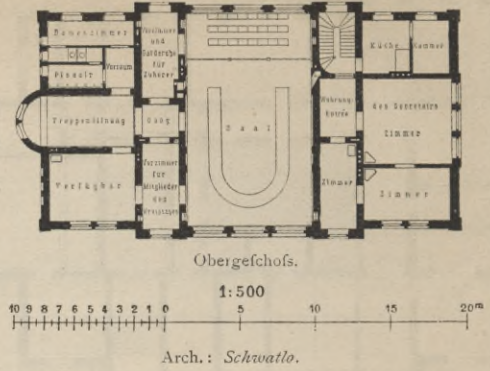 Damenzimmer
Vorzimmer
und
Garderobe
für
Zuhörer
Küche
Kammer
Pissoir
Vorraum
Treppenöffnung
Gang
Saal
Wohnung
des Secretairs
Zimmer
Verfügbar
Vorzimmer
für
Mitglieder
des
Kreistages
Zimmer
Zimmer
Obergeſchoſs.
1:500
10 9 8 7 6 5 4 3 2 1 0 5 10 15 20m
Arch.: Schwatlo.